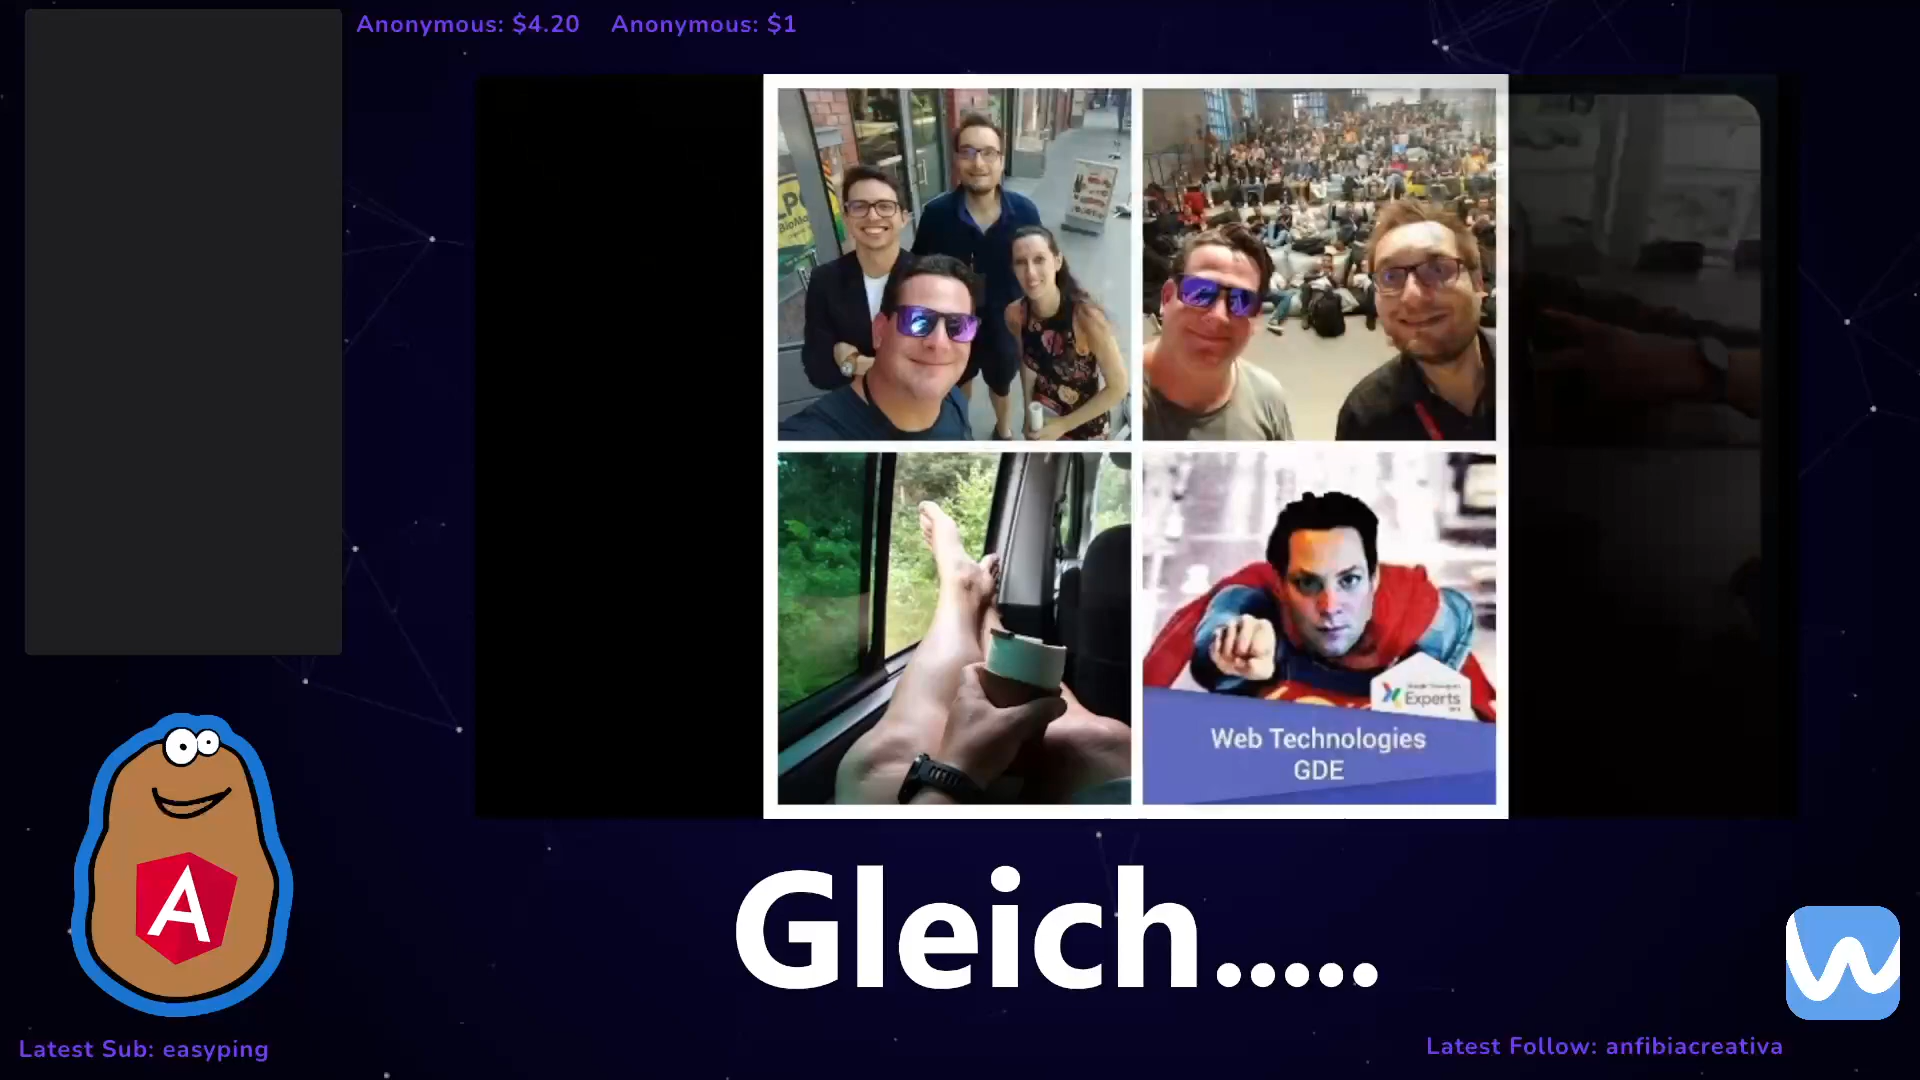 Anonymous: $4.20 Anonymous: $1
Experts
Web Technologies
GDE
Gleich.....
Latest Sub: easyping
Latest Follow: anfibiacreativa